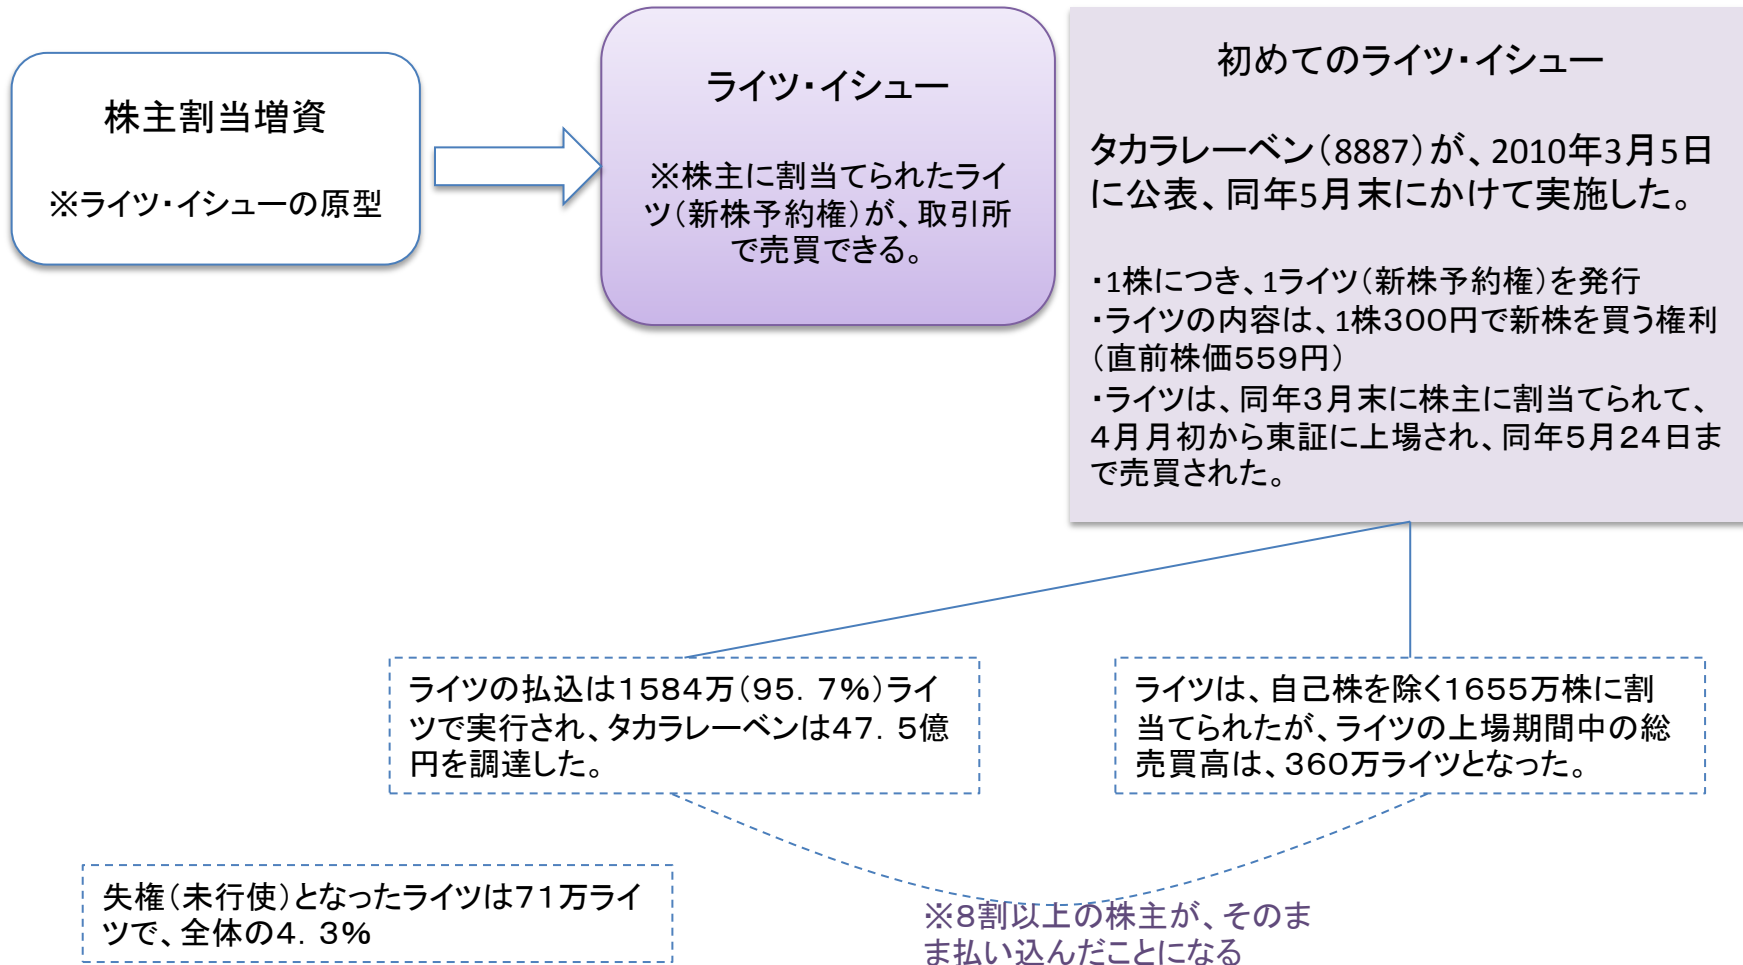 株主割当増資
※ライツ・イシューの原型
ライツ・イシュー
※株主に割当てられたライ
ツ（新株予約権）が、取引所
で売買できる。
初めてのライツ・イシュー
タカラレーベン（8887）が、2010年3月5日
に公表、同年5月末にかけて実施した。
・1株につき、1ライツ（新株予約権）を発行
・ライツの内容は、1株３００円で新株を買う権利
（直前株価５５９円）
・ライツは、同年３月末に株主に割当てられて、
４月月初から東証に上場され、同年５月２４日ま
で売買された。
ライツの払込は１５８４万（９５．７％）ライ
ツで実行され、タカラレーベンは４７．５億
円を調達した。
ライツは、自己株を除く１６５５万株に割
当てられたが、ライツの上場期間中の総
売買高は、３６０万ライツとなった。
失権（未行使）となったライツは７１万ライ
ツで、全体の４．３％
※８割以上の株主が、そのま
ま払い込んだことになる